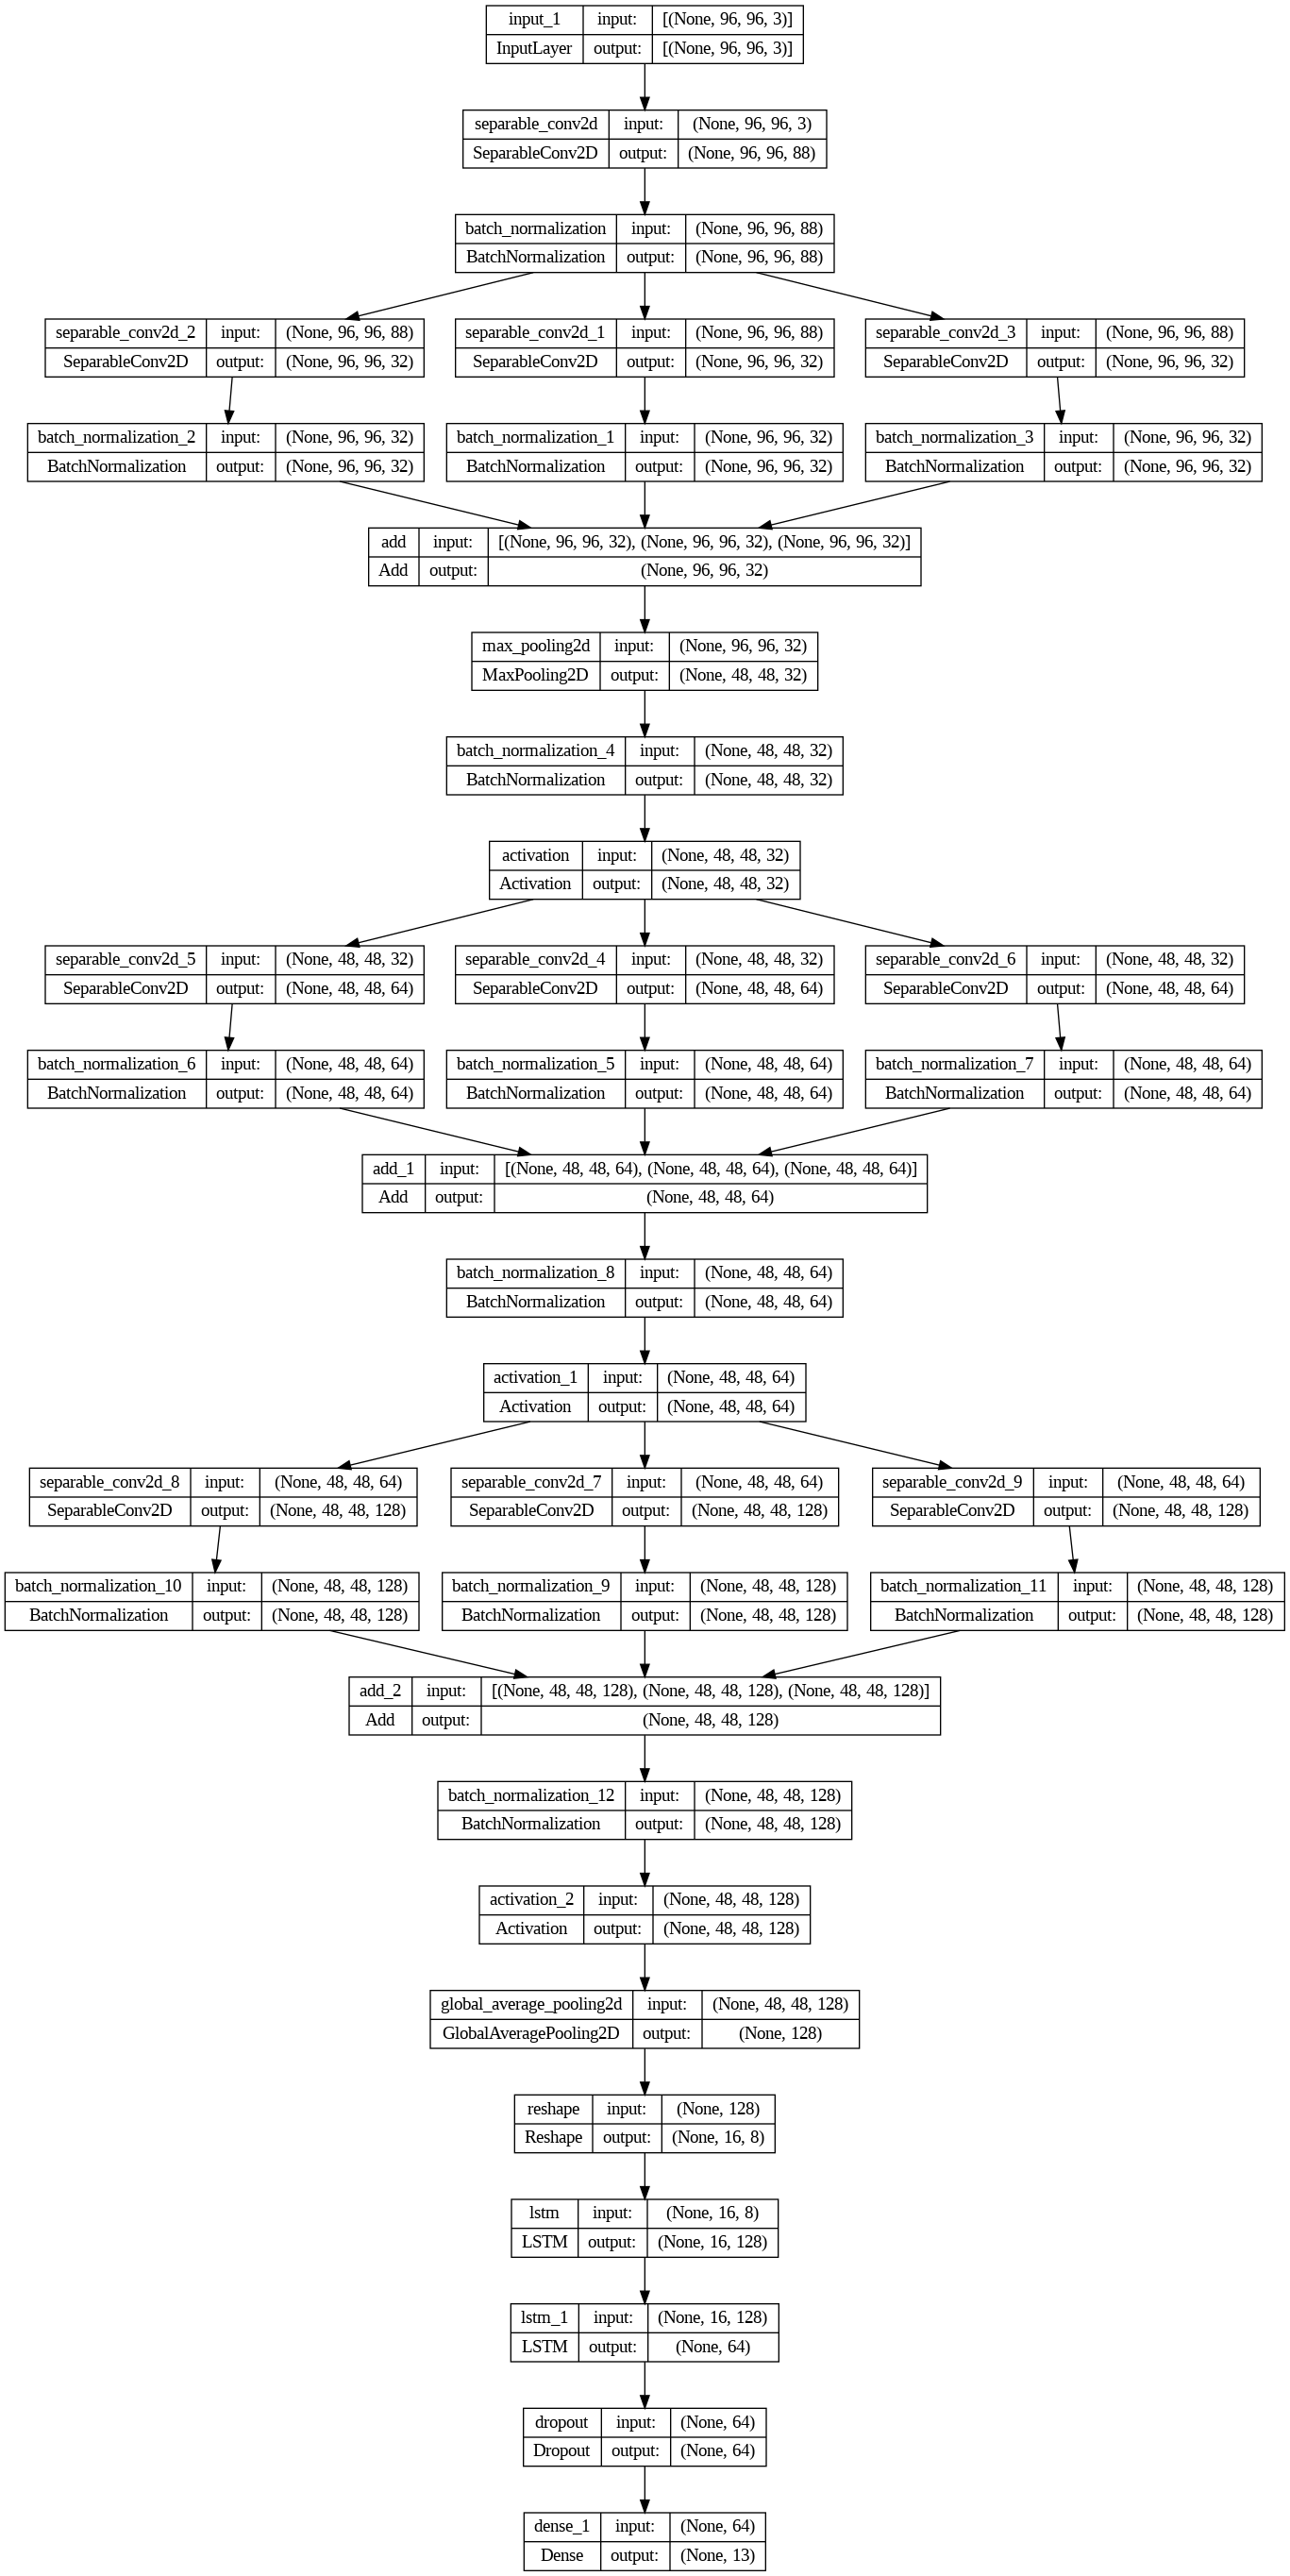 input_1 input: [(None, 96, 96, 3)]
InputLayer output: [(None, 96, 96, 3)]
separable_conv2d input: (None, 96, 96, 3)
SeparableConv2D output: (None, 96, 96, 88)
batch_normalization input: (None, 96, 96, 88)
BatchNormalization output: (None, 96, 96, 88)
separable_conv2d_2 input: (None, 96, 96, 88) separable_conv2d_1 input: (None, 96, 96, 88) separable_conv2d_3 input: (None, 96, 96, 88)
SeparableConv2D output: (None, 96, 96, 32) SeparableConv2D output: (None, 96, 96, 32) SeparableConv2D output: (None, 96, 96, 32)
batch_normalization_2 input: (None, 96, 96, 32) batch_normalization_1 input: (None, 96, 96, 32) batch_normalization_3 input: (None, 96, 96, 32)
BatchNormalization output: (None, 96, 96, 32) BatchNormalization output: (None, 96, 96, 32) BatchNormalization output: (None, 96, 96, 32)
add input: [(None, 96, 96, 32), (None, 96, 96, 32), (None, 96, 96, 32)]
Add output: (None, 96, 96, 32)
max_pooling2d input: (None, 96, 96, 32)
MaxPooling2D output: (None, 48, 48, 32)
batch_normalization_4 input: (None, 48, 48, 32)
BatchNormalization output: (None, 48, 48, 32)
activation input: (None, 48, 48, 32)
Activation output: (None, 48, 48, 32)
separable_conv2d_5 input: (None, 48, 48, 32) separable_conv2d_4 input: (None, 48, 48, 32) separable_conv2d_6 input: (None, 48, 48, 32)
SeparableConv2D output: (None, 48, 48, 64) SeparableConv2D output: (None, 48, 48, 64) SeparableConv2D output: (None, 48, 48, 64)
batch_normalization_6 input: (None, 48, 48, 64) batch_normalization_5 input: (None, 48, 48, 64) batch_normalization_7 input: (None, 48, 48, 64)
BatchNormalization output: (None, 48, 48, 64) BatchNormalization output: (None, 48, 48, 64) BatchNormalization output: (None, 48, 48, 64)
add_1 input: [(None, 48, 48, 64), (None, 48, 48, 64), (None, 48, 48, 64)]
Add output: (None, 48, 48, 64)
batch_normalization_8 input: (None, 48, 48, 64)
BatchNormalization output: (None, 48, 48, 64)
activation_1 input: (None, 48, 48, 64)
Activation output: (None, 48, 48, 64)
separable_conv2d_8 input: (None, 48, 48, 64) separable_conv2d_7 input: (None, 48, 48, 64) separable_conv2d_9 input: (None, 48, 48, 64)
SeparableConv2D output: (None, 48, 48, 128) SeparableConv2D output: (None, 48, 48, 128) SeparableConv2D output: (None, 48, 48, 128)
batch_normalization_10 input: (None, 48, 48, 128) batch_normalization_9 input: (None, 48, 48, 128) batch_normalization_11 input: (None, 48, 48, 128)
BatchNormalization output: (None, 48, 48, 128) BatchNormalization output: (None, 48, 48, 128) BatchNormalization output: (None, 48, 48, 128)
add_2 input: [(None, 48, 48, 128), (None, 48, 48, 128), (None, 48, 48, 128)]
Add output: (None, 48, 48, 128)
batch_normalization_12 input: (None, 48, 48, 128)
BatchNormalization output: (None, 48, 48, 128)
activation_2 input: (None, 48, 48, 128)
Activation output: (None, 48, 48, 128)
global_average_pooling2d input: (None, 48, 48, 128)
GlobalAveragePooling2D output: (None, 128)
reshape input: (None, 128)
Reshape output: (None, 16, 8)
lstm input: (None, 16, 8)
LSTM output: (None, 16, 128)
lstm_1 input: (None, 16, 128)
LSTM output: (None, 64)
dropout input: (None, 64)
Dropout output: (None, 64)
dense_1 input: (None, 64)
Dense output: (None, 13)